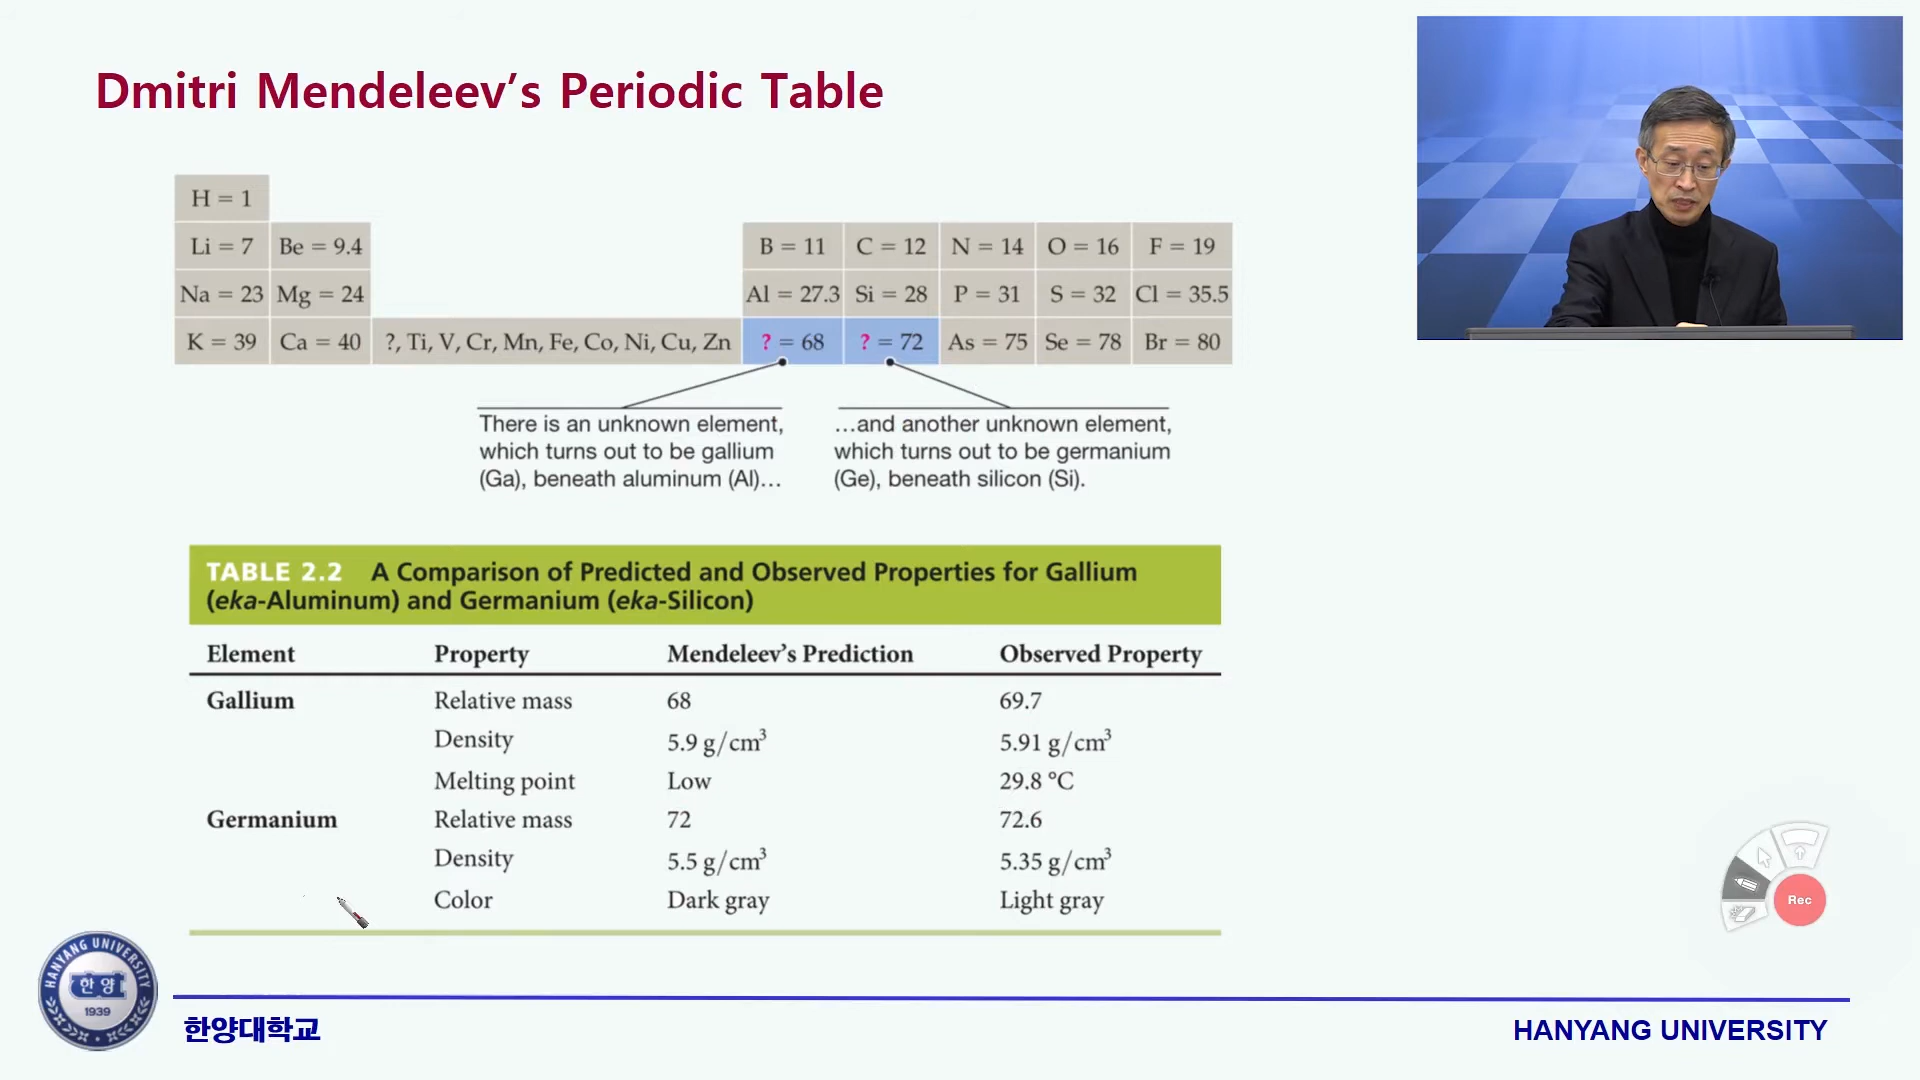 Dmitri Mendeleev's Periodic Table
H = 1
Li = 7 Be = 9.4 B = 11 C = 12 N = 14 O = 16 F = 19
Na = 23 Mg = 24 Al = 27.3 Si = 28 P = 31 S = 32 Cl = 35.5
K = 39 Ca = 40 ?, Ti, V, Cr, Mn, Fe, Co, Ni, Cu, Zn ? = 68 ? = 72 As = 75 Se = 78 Br = 80
There is an unknown element,
which turns out to be gallium
(Ga), beneath aluminum (Al)…
…and another unknown element,
which turns out to be germanium
(Ge), beneath silicon (Si).
TABLE 2.2 A Comparison of Predicted and Observed Properties for Gallium
(eka-Aluminum) and Germanium (eka-Silicon)
Element Property Mendeleev's Prediction Observed Property
Gallium Relative mass 68 69.7
Density 5.9 g/cm³ 5.91 g/cm³
Melting point Low 29.8 °C
Germanium Relative mass 72 72.6
Density 5.5 g/cm³ 5.35 g/cm³
Color Dark gray Light gray
Rec
HANYANG UNIVERSITY
한양
1939
한양대학교
HANYANG UNIVERSITY